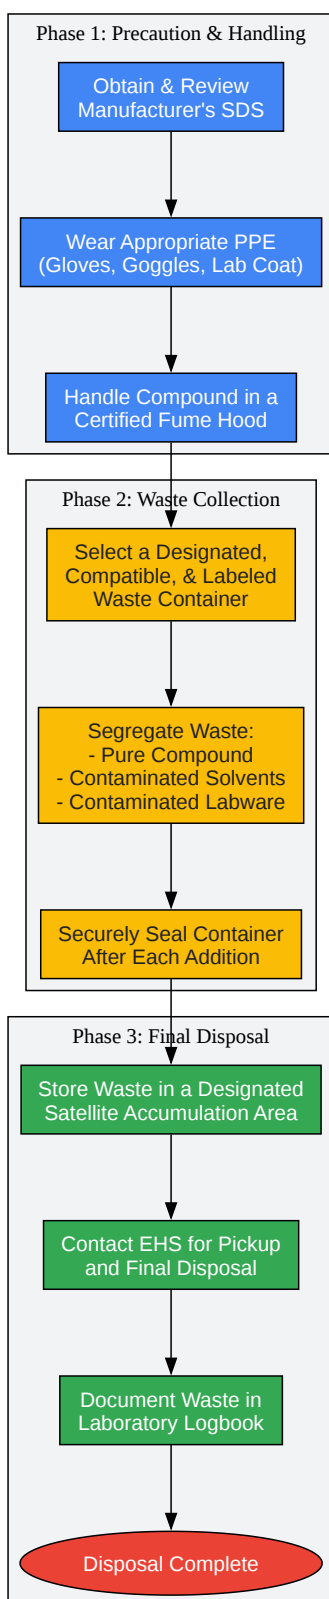 Phase 1: Precaution & Handling
Obtain & Review
Manufacturer's SDS
Wear Appropriate PPE
(Gloves, Goggles, Lab Coat)
Handle Compound in a
Certified Fume Hood
Phase 2: Waste Collection
Select a Designated,
Compatible, & Labeled
Waste Container
Segregate Waste:
- Pure Compound
- Contaminated Solvents
- Contaminated Labware
Securely Seal Container
After Each Addition
Phase 3: Final Disposal
Store Waste in a Designated
Satellite Accumulation Area
Contact EHS for Pickup
and Final Disposal
Document Waste in
Laboratory Logbook
Disposal Complete